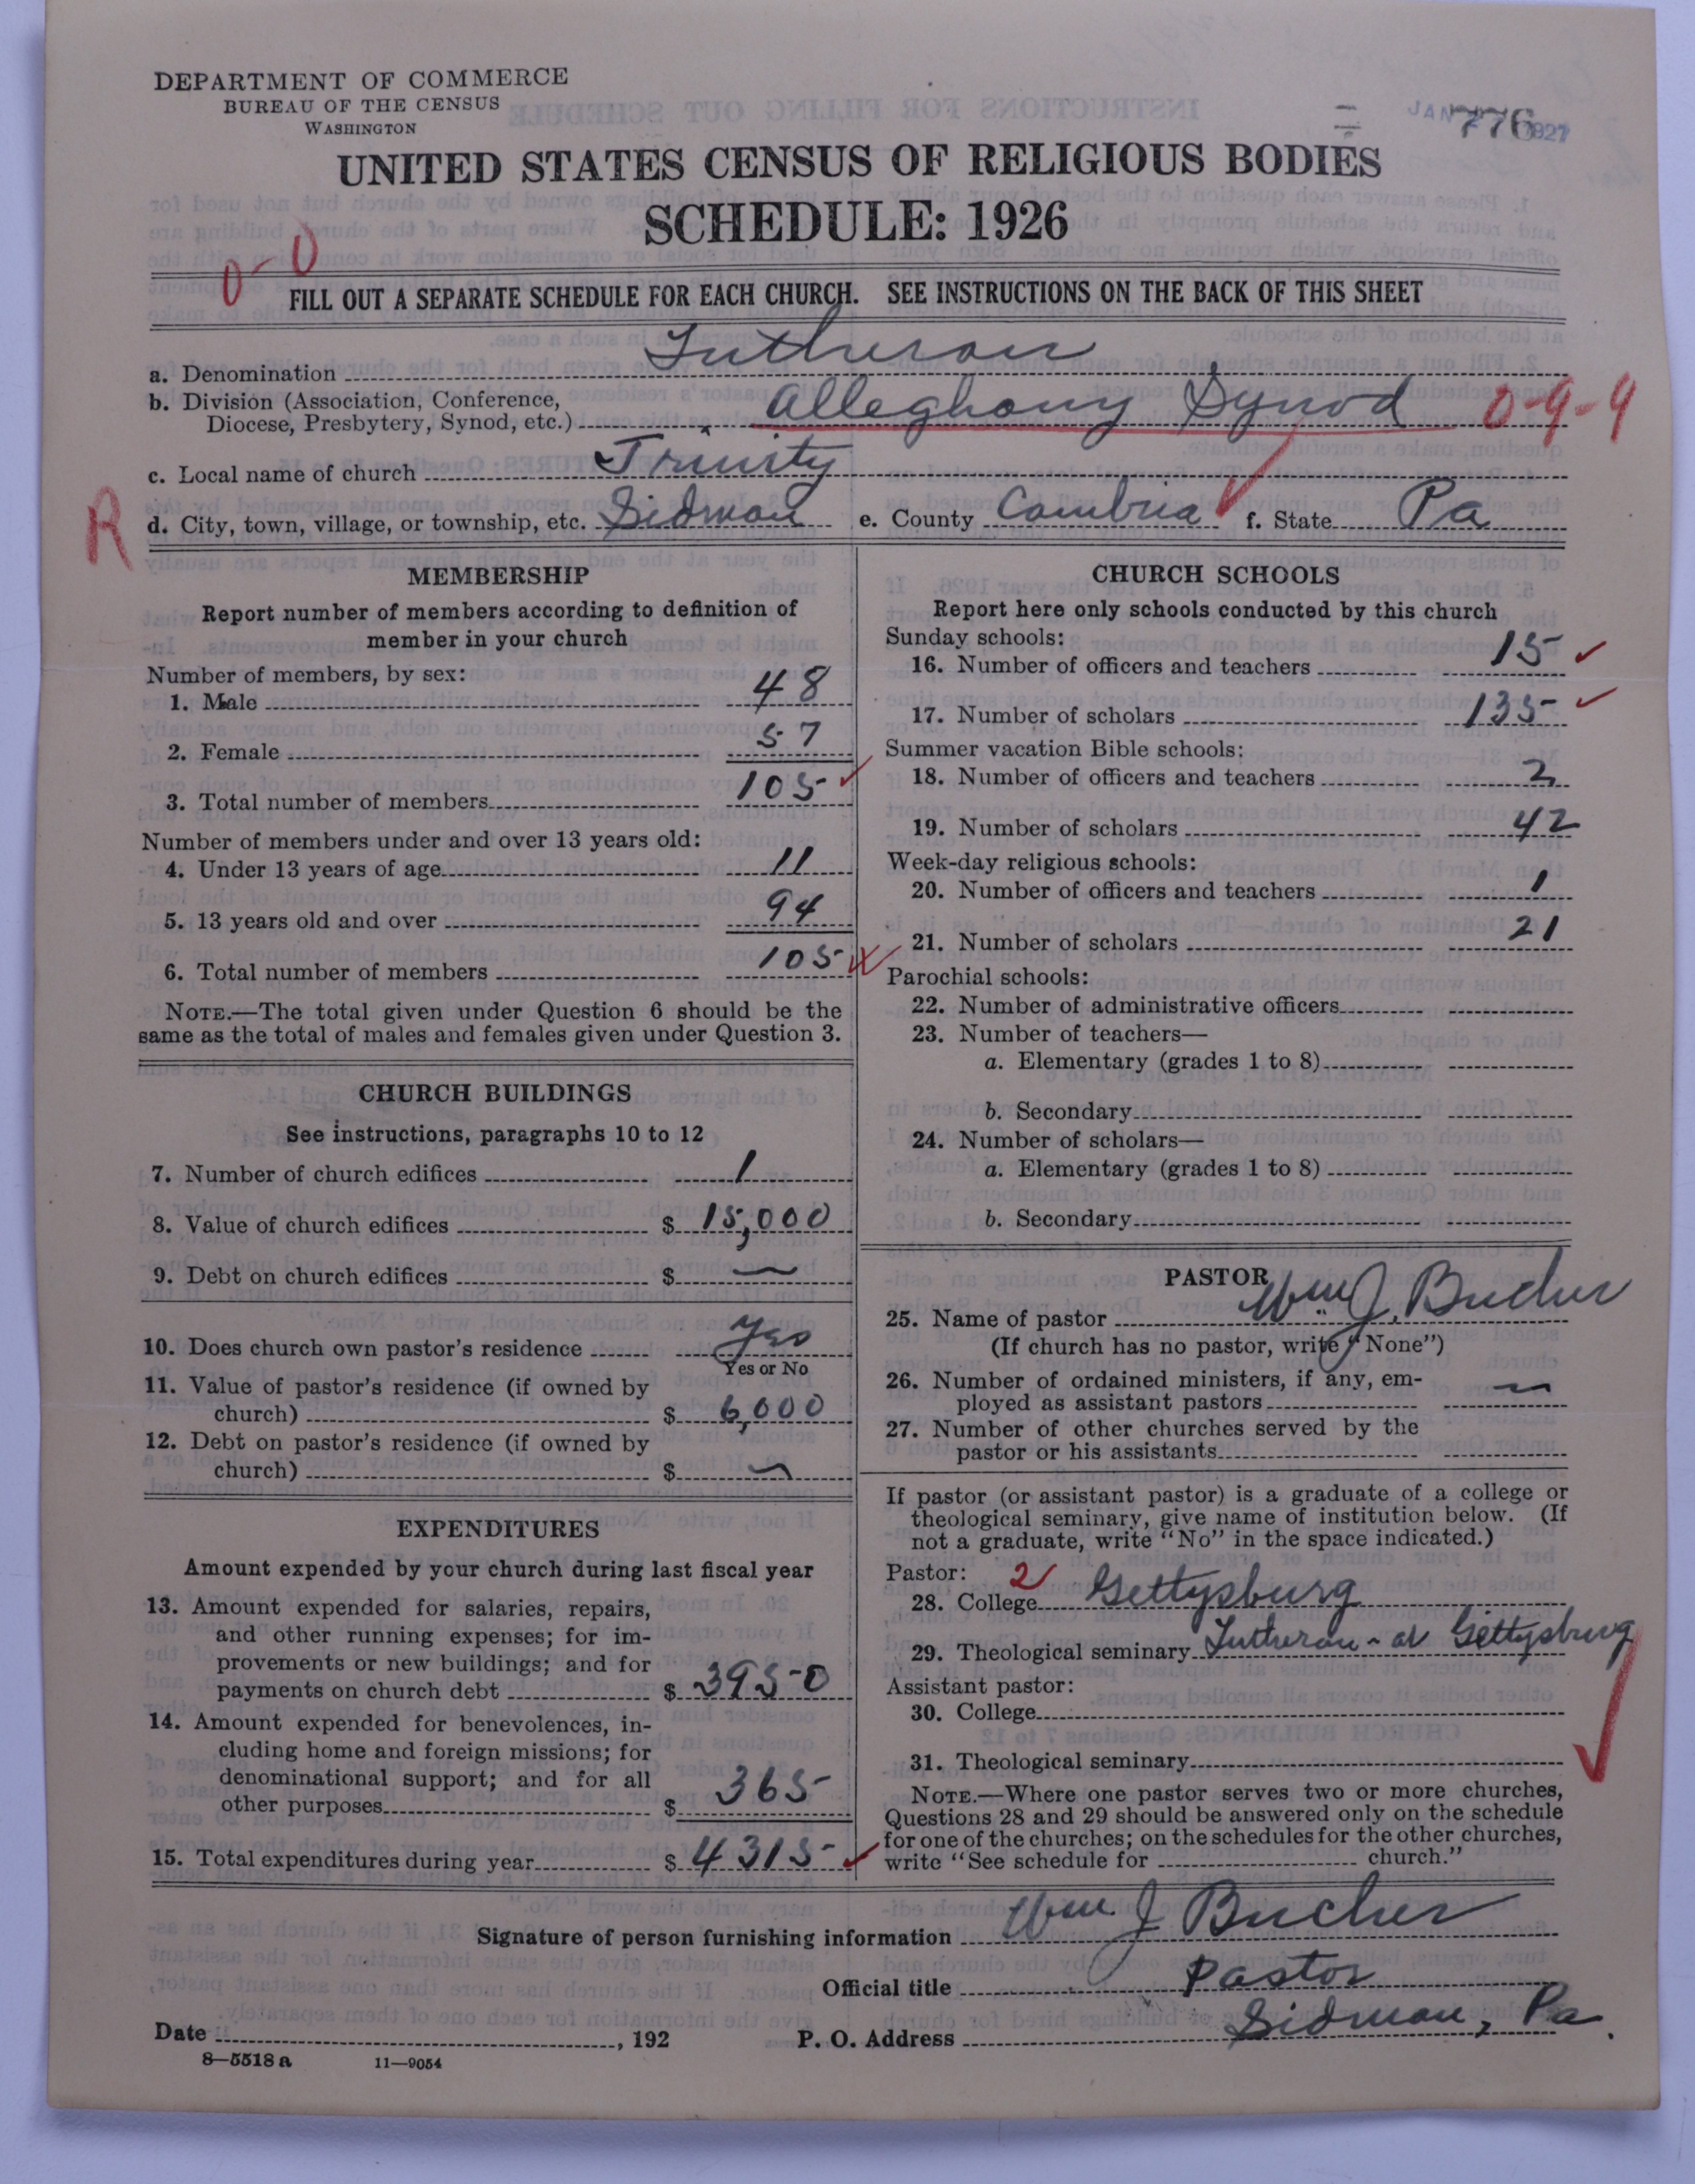 DEPARTMENT OF COMMERCE
BUREAU OF THE CENSUS
WASHINGTON
776
UNITED STATES CENSUS OF RELIGIOUS BODIES
SCHEDULE: 1926
0-0
FILL OUT A SEPARATE SCHEDULE FOR EACH CHURCH. SEE INSTRUCTIONS ON THE BACK OF THIS SHEET
a. Denomination Lutheran
b. Division (Association, Conference,
Diocese, Presbytery, Synod, etc.) Alleghany Synod 0-9-4
c. Local name of church Trinity
R
d. City, town, village, or township, etc. Sidman e. County Cambria f. State Pa
MEMBERSHIP
Report number of members according to definition of
member in your church
Number of members, by sex:
1. Male 48
2. Female 57
3. Total number of members 105
Number of members under and over 13 years old:
4. Under 13 years of age 11
5. 13 years old and over 94
6. Total number of members 105
NOTE.—The total given under Question 6 should be the
same as the total of males and females given under Question 3.
CHURCH BUILDINGS
See instructions, paragraphs 10 to 12
7. Number of church edifices 1
8. Value of church edifices $ 15,000
9. Debt on church edifices $ —
10. Does church own pastor's residence yes
Yes or No
11. Value of pastor's residence (if owned by
church) $ 6,000
12. Debt on pastor's residence (if owned by
church) $ —
EXPENDITURES
Amount expended by your church during last fiscal year
13. Amount expended for salaries, repairs,
and other running expenses; for im-
provements or new buildings; and for
payments on church debt $ 3950
14. Amount expended for benevolences, in-
cluding home and foreign missions; for
denominational support; and for all
other purposes $ 365
15. Total expenditures during year $ 4315
CHURCH SCHOOLS
Report here only schools conducted by this church
Sunday schools:
16. Number of officers and teachers 15
17. Number of scholars 135
Summer vacation Bible schools:
18. Number of officers and teachers 2
19. Number of scholars 42
Week-day religious schools:
20. Number of officers and teachers 1
21. Number of scholars 21
Parochial schools:
22. Number of administrative officers
23. Number of teachers—
a. Elementary (grades 1 to 8)
b. Secondary
24. Number of scholars—
a. Elementary (grades 1 to 8)
b. Secondary
PASTOR
25. Name of pastor Wm J. Bucher
(If church has no pastor, write "None")
26. Number of ordained ministers, if any, em-
ployed as assistant pastors —
27. Number of other churches served by the
pastor or his assistants
If pastor (or assistant pastor) is a graduate of a college or
theological seminary, give name of institution below. (If
not a graduate, write "No" in the space indicated.)
Pastor: 2
28. College Gettysburg
29. Theological seminary Lutheran - at Gettysburg
Assistant pastor:
30. College
31. Theological seminary
NOTE.—Where one pastor serves two or more churches,
Questions 28 and 29 should be answered only on the schedule
for one of the churches; on the schedules for the other churches,
write "See schedule for church."
Signature of person furnishing information Wm. J Bucher
Official title Pastor
Date , 192 P. O. Address Sidman, Pa.
8—5518 a 11—9054